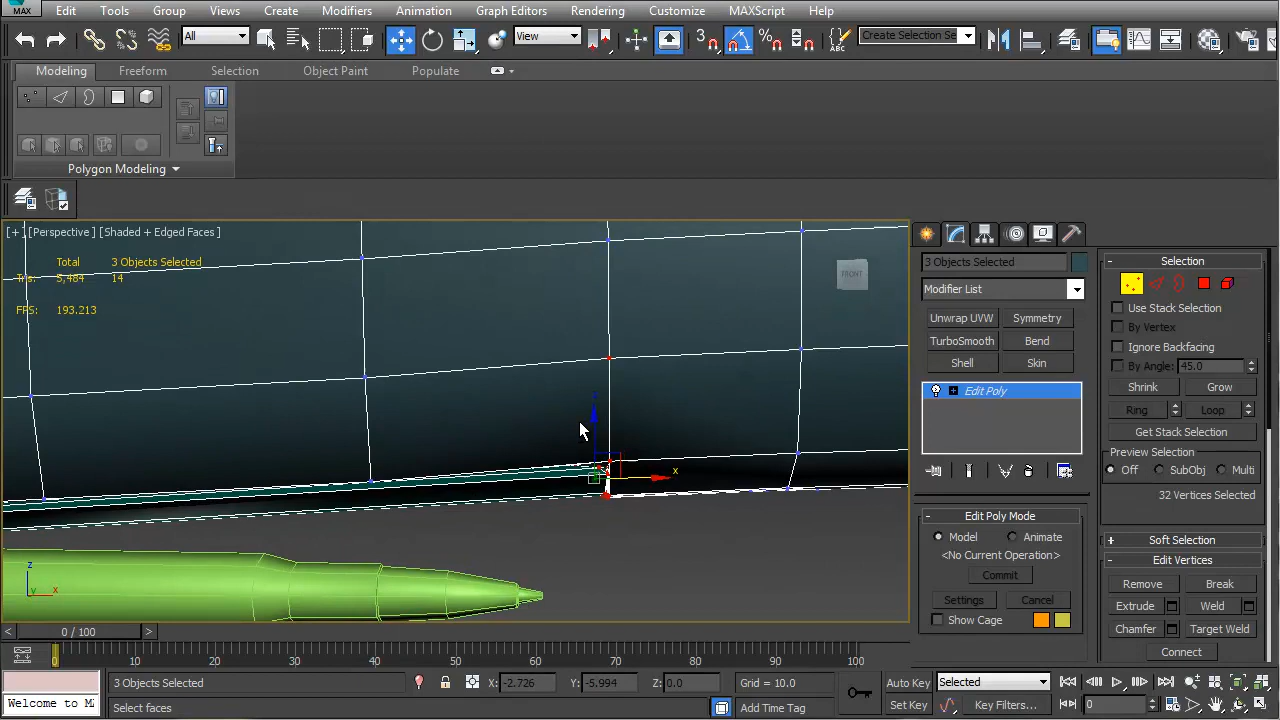 MAX
Edit Tools Group Views Create Modifiers Animation Graph Editors Rendering Customize MAXScript Help
All View 3 % ABC Create Selection Se
Modeling Freeform Selection Object Paint Populate
Polygon Modeling
[+] [Perspective] [Shaded + Edged Faces]
Total 3 Objects Selected
Tris: 5,484 14
FPS: 193.213
FRONT
x
z
y x
3 Objects Selected
Modifier List
Unwrap UVW Symmetry
TurboSmooth Bend
Shell Skin
Edit Poly
Edit Poly Mode
Model Animate
<No Current Operation>
Commit
Settings Cancel
Show Cage
- Selection
Use Stack Selection
By Vertex
Ignore Backfacing
By Angle: 45.0
Shrink Grow
Ring Loop
Get Stack Selection
Preview Selection
Off SubObj Multi
32 Vertices Selected
+ Soft Selection
- Edit Vertices
Remove Break
Extrude Weld
Chamfer Target Weld
Connect
< 0 / 100 >
0 10 20 30 40 50 60 70 80 90 100
3 Objects Selected X: -2.726 Y: -5.994 Z: 0.0 Grid = 10.0 Auto Key Selected
Welcome to MA Select faces Add Time Tag Set Key Key Filters... 0